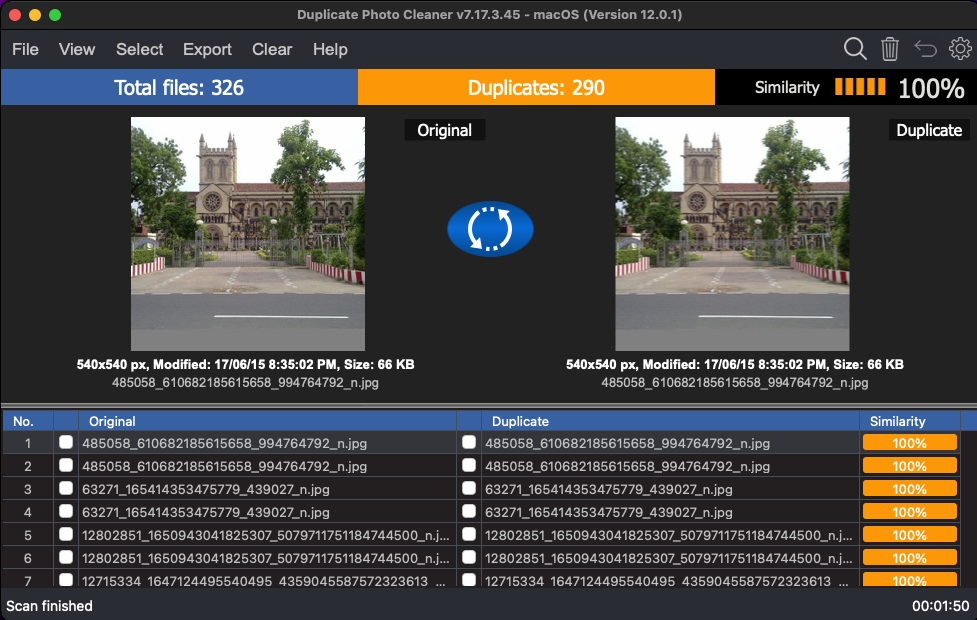 Duplicate Photo Cleaner v7.17.3.45 - macOS (Version 12.0.1)
File View Select Export Clear Help
Total files: 326 Duplicates: 290 Similarity 100%
Original Duplicate
540x540 px, Modified: 17/06/15 8:35:02 PM, Size: 66 KB 540x540 px, Modified: 17/06/15 8:35:02 PM, Size: 66 KB
485058_610682185615658_994764792_n.jpg 485058_610682185615658_994764792_n.jpg
No. Original Duplicate Similarity
1 485058_610682185615658_994764792_n.jpg 485058_610682185615658_994764792_n.jpg 100%
2 485058_610682185615658_994764792_n.jpg 485058_610682185615658_994764792_n.jpg 100%
3 63271_165414353475779_439027_n.jpg 63271_165414353475779_439027_n.jpg 100%
4 63271_165414353475779_439027_n.jpg 63271_165414353475779_439027_n.jpg 100%
5 12802851_1650943041825307_5079711751184744500_n.j... 12802851_1650943041825307_5079711751184744500_n.j... 100%
6 12802851_1650943041825307_5079711751184744500_n.j... 12802851_1650943041825307_5079711751184744500_n.j... 100%
7 12715334_1647124495540495_4359045587572323613_... 12715334_1647124495540495_4359045587572323613_... 100%
Scan finished 00:01:50